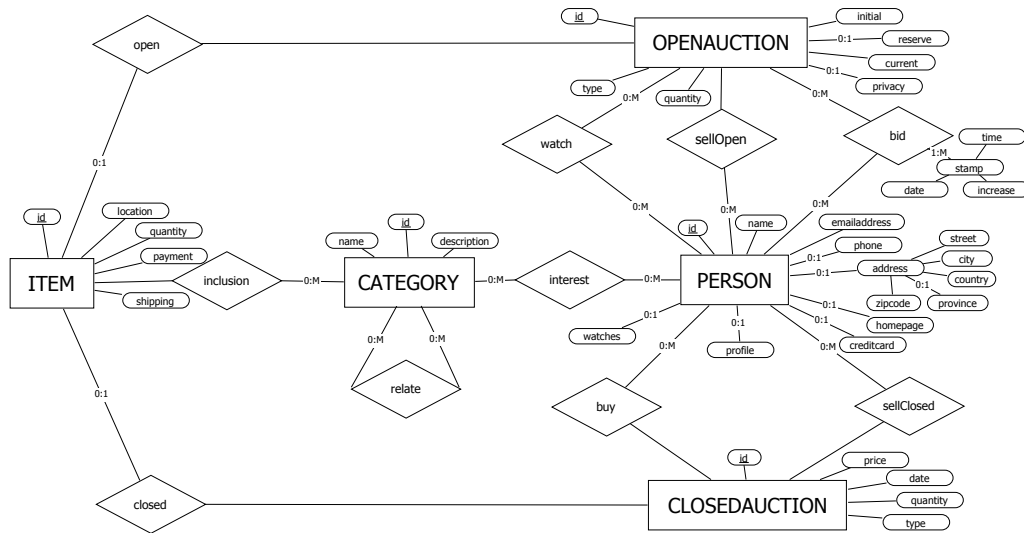 id
initial
open
OPENAUCTION
0:1
reserve
current
0:1
privacy
type
quantity
0:M
0:M
watch
sellOpen
bid
time
1:M
stamp
date
increase
0:1
0:M
0:M
0:M
id
location
quantity
payment
shipping
ITEM
inclusion
0:M
id
name
description
CATEGORY
0:M
interest
0:M
id
name
emailaddress
phone
0:1
PERSON
0:1
address
street
city
country
0:1
province
zipcode
watches
0:1
0:1
profile
0:1
homepage
0:1
creditcard
0:M
0:M
relate
0:M
0:M
0:1
buy
sellClosed
closed
id
price
date
CLOSEDAUCTION
quantity
type